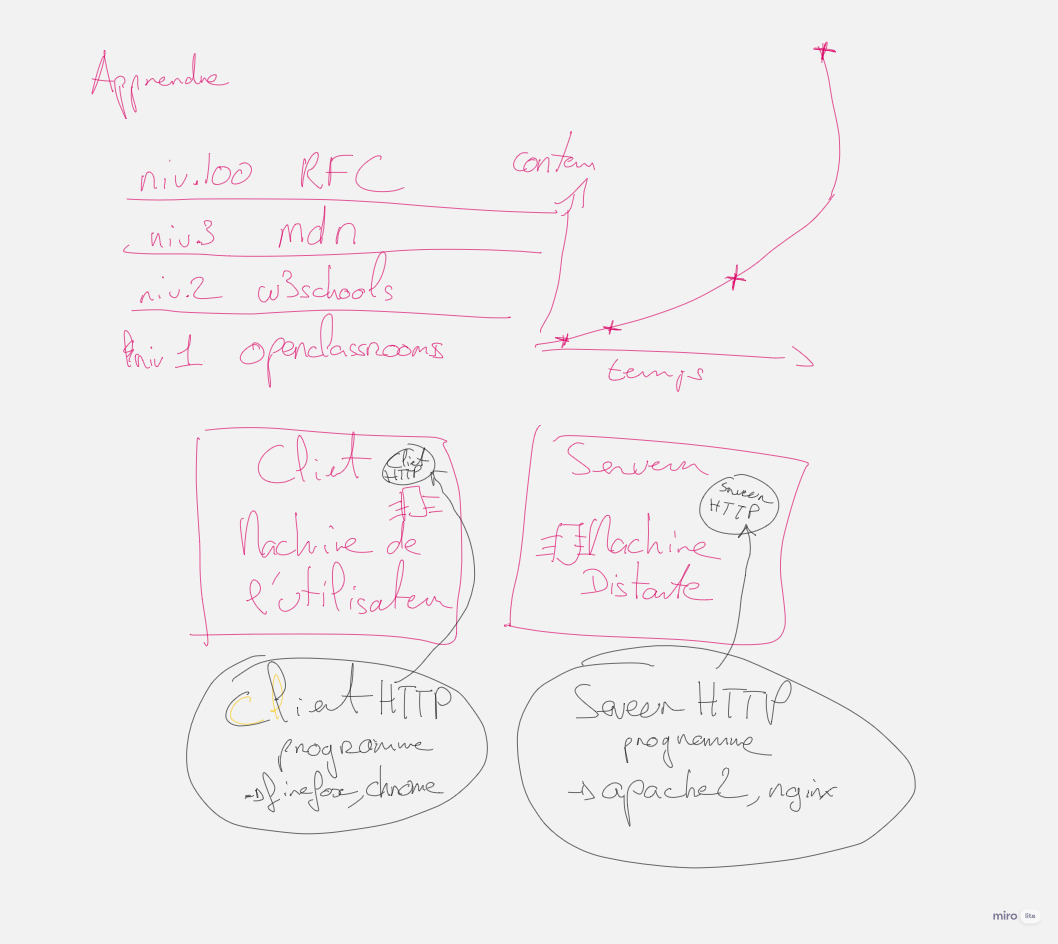 Apprendre
niv.100 RFC
niv.3 mdn
niv.2 w3schools
niv 1 openclassrooms
contenu
temps
Client
Client
HTTP
Machine de
l'utilisateur
Serveur
Serveur
HTTP
Machine
Distante
Client HTTP
programme
→ firefox, chrome
Serveur HTTP
programme
→ apache2, nginx
miro lite